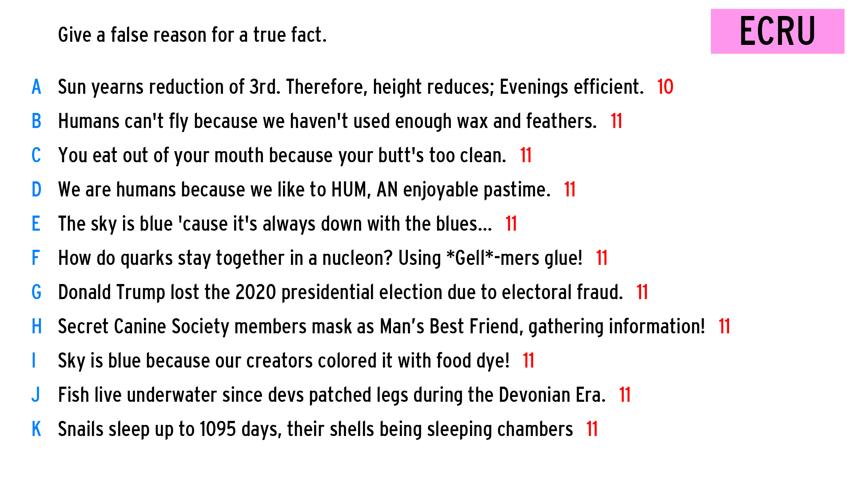 Give a false reason for a true fact.
ECRU
A Sun yearns reduction of 3rd. Therefore, height reduces; Evenings efficient. 10
B Humans can't fly because we haven't used enough wax and feathers. 11
C You eat out of your mouth because your butt's too clean. 11
D We are humans because we like to HUM, AN enjoyable pastime. 11
E The sky is blue 'cause it's always down with the blues... 11
F How do quarks stay together in a nucleon? Using *Gell*-mers glue! 11
G Donald Trump lost the 2020 presidential election due to electoral fraud. 11
H Secret Canine Society members mask as Man’s Best Friend, gathering information! 11
I Sky is blue because our creators colored it with food dye! 11
J Fish live underwater since devs patched legs during the Devonian Era. 11
K Snails sleep up to 1095 days, their shells being sleeping chambers 11